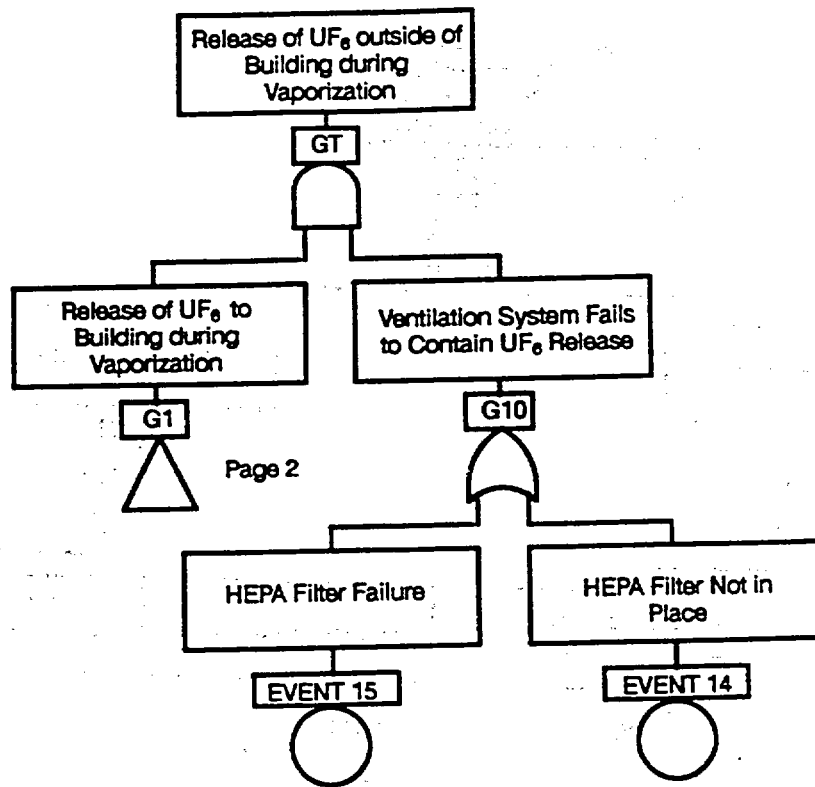 Release of UF₆ outside of
Building during
Vaporization
GT
Release of UF₆ to
Building during
Vaporization
G1
Page 2
Ventilation System Fails
to Contain UF₆ Release
G10
HEPA Filter Failure
EVENT 15
HEPA Filter Not in
Place
EVENT 14